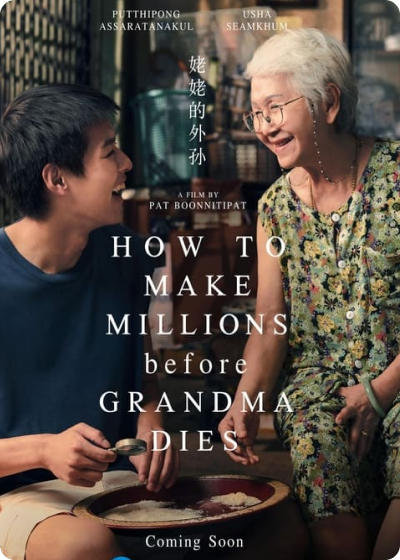 PUTTHIPONG
ASSARATANAKUL
USHA
SEAMKHUM
姥姥的外孙
A FILM BY
PAT BOONNITIPAT
HOW TO
MAKE
MILLIONS
before
GRANDMA
DIES
Coming Soon